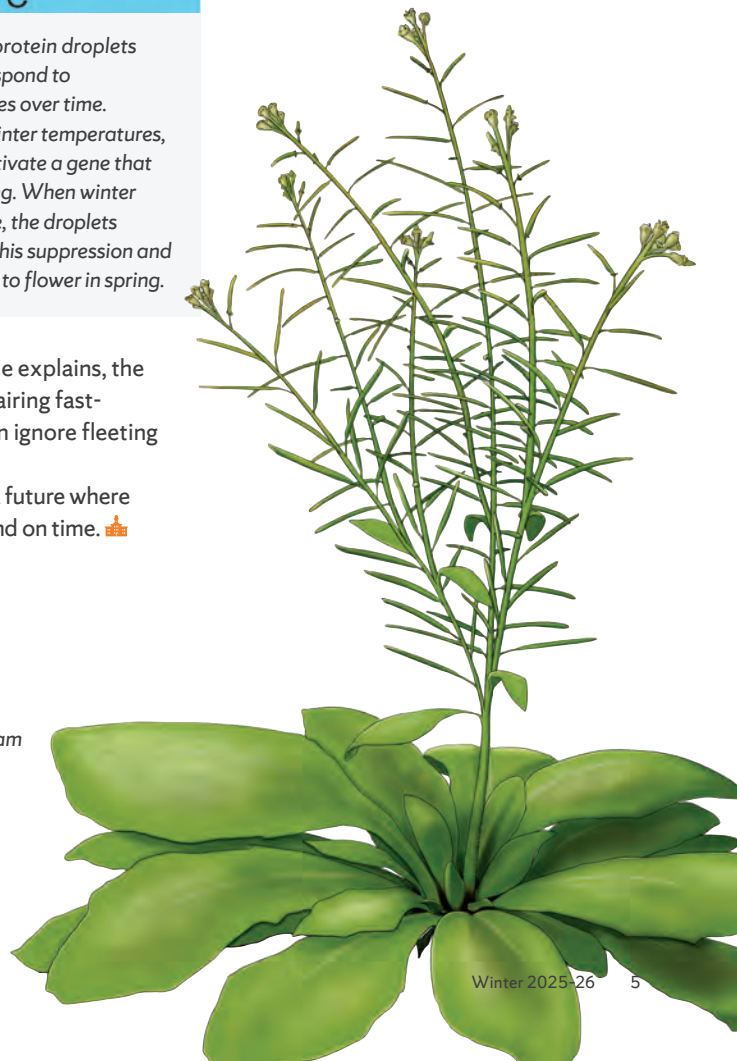 protein droplets
spond to
es over time.
inter temperatures,
tivate a gene that
g. When winter
e, the droplets
his suppression and
to flower in spring.
e explains, the
airing fast-
n ignore fleeting
future where
nd on time.
am
Winter 2025-26 5